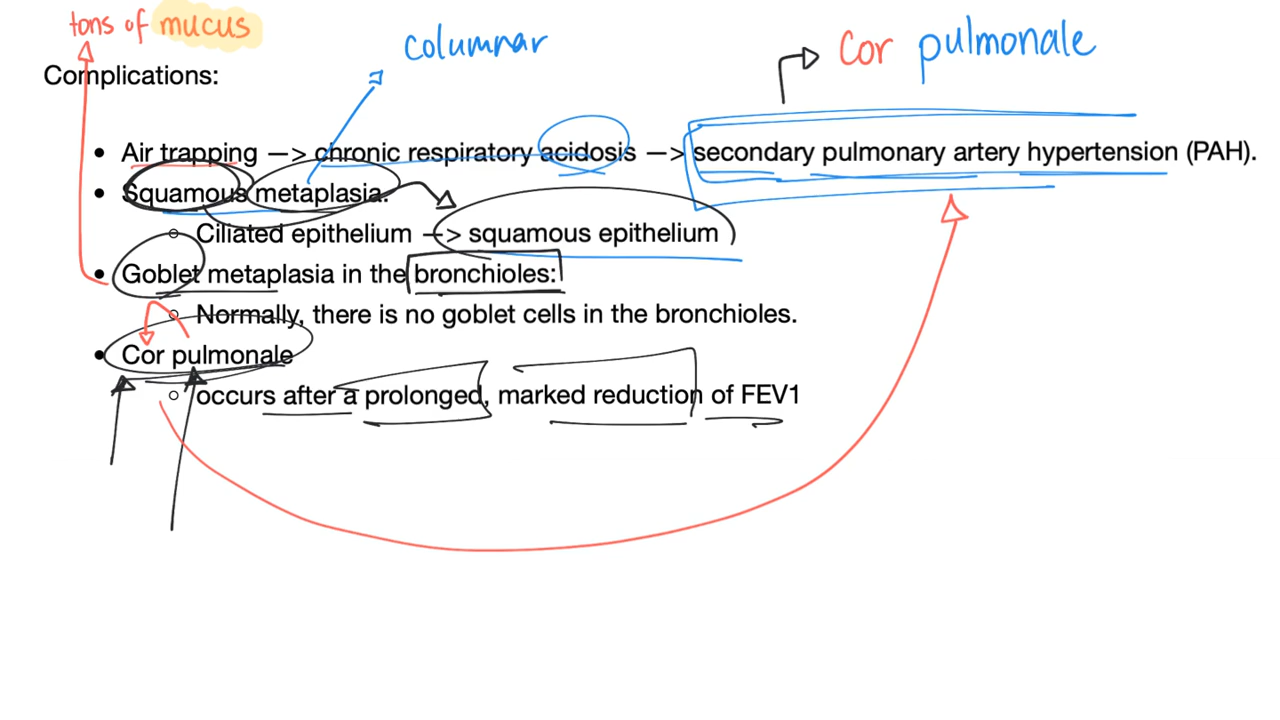 tons of mucus
columnar
Cor pulmonale
Complications:
• Air trapping —> chronic respiratory acidosis —> secondary pulmonary artery hypertension (PAH).
• Squamous metaplasia:
○ Ciliated epithelium —> squamous epithelium
• Goblet metaplasia in the bronchioles:
○ Normally, there is no goblet cells in the bronchioles.
• Cor pulmonale
○ occurs after a prolonged, marked reduction of FEV1